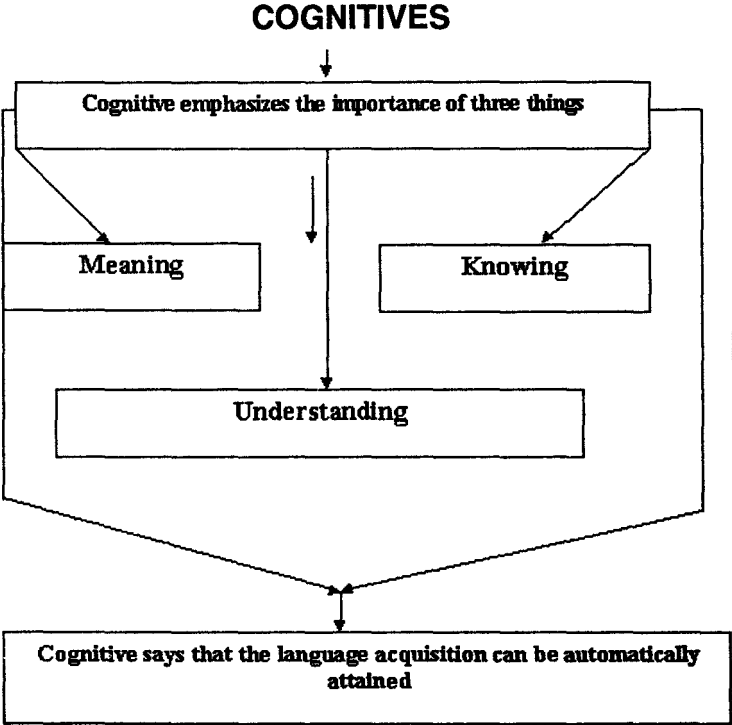 COGNITIVES
Cognitive emphasizes the importance of three things
Meaning
Knowing
Understanding
Cognitive says that the language acquisition can be automatically
attained